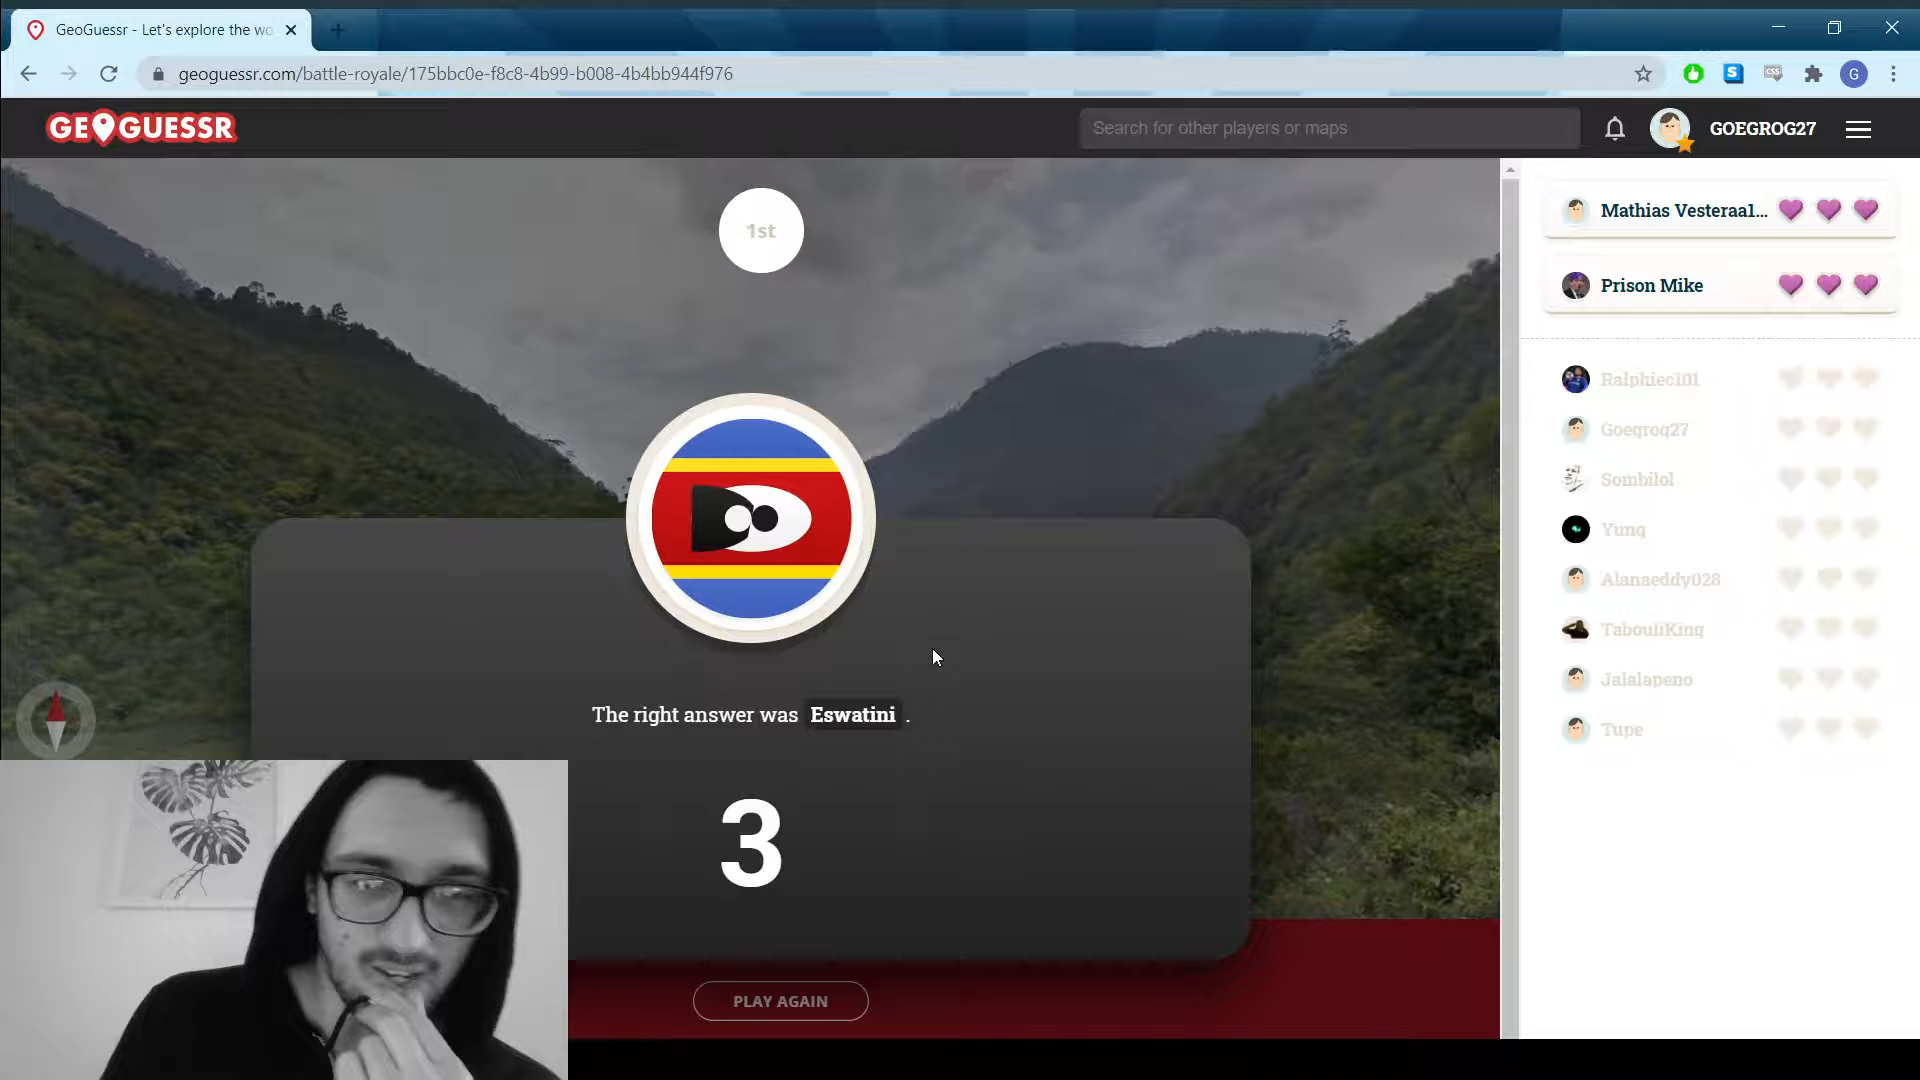 GeoGuessr - Let's explore the wo
geoguessr.com/battle-royale/175bbc0e-f8c8-4b99-b008-4b4bb944f976
G
GEOGUESSR
Search for other players or maps
GOEGROG27
1st
Mathias Vesteraa1...
Prison Mike
Ralphiec101
Goegrog27
Sombilol
Yung
Alanaeddy028
TabouliKing
Jalalapeno
Tupe
The right answer was Eswatini .
3
PLAY AGAIN